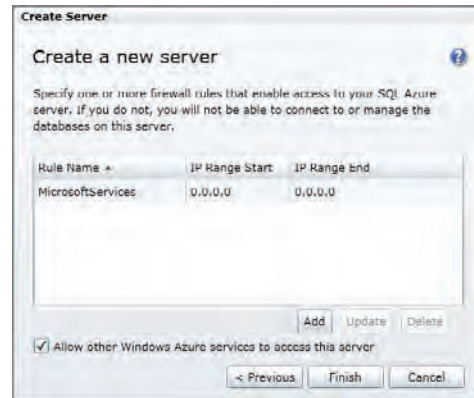 Create Server
Create a new server
?
Specify one or more firewall rules that enable access to your SQL Azure
server. If you do not, you will not be able to connect to or manage the
databases on this server.
Rule Name IP Range Start IP Range End
MicrosoftServices 0.0.0.0 0.0.0.0
Add Update Delete
Allow other Windows Azure services to access this server
< Previous Finish Cancel